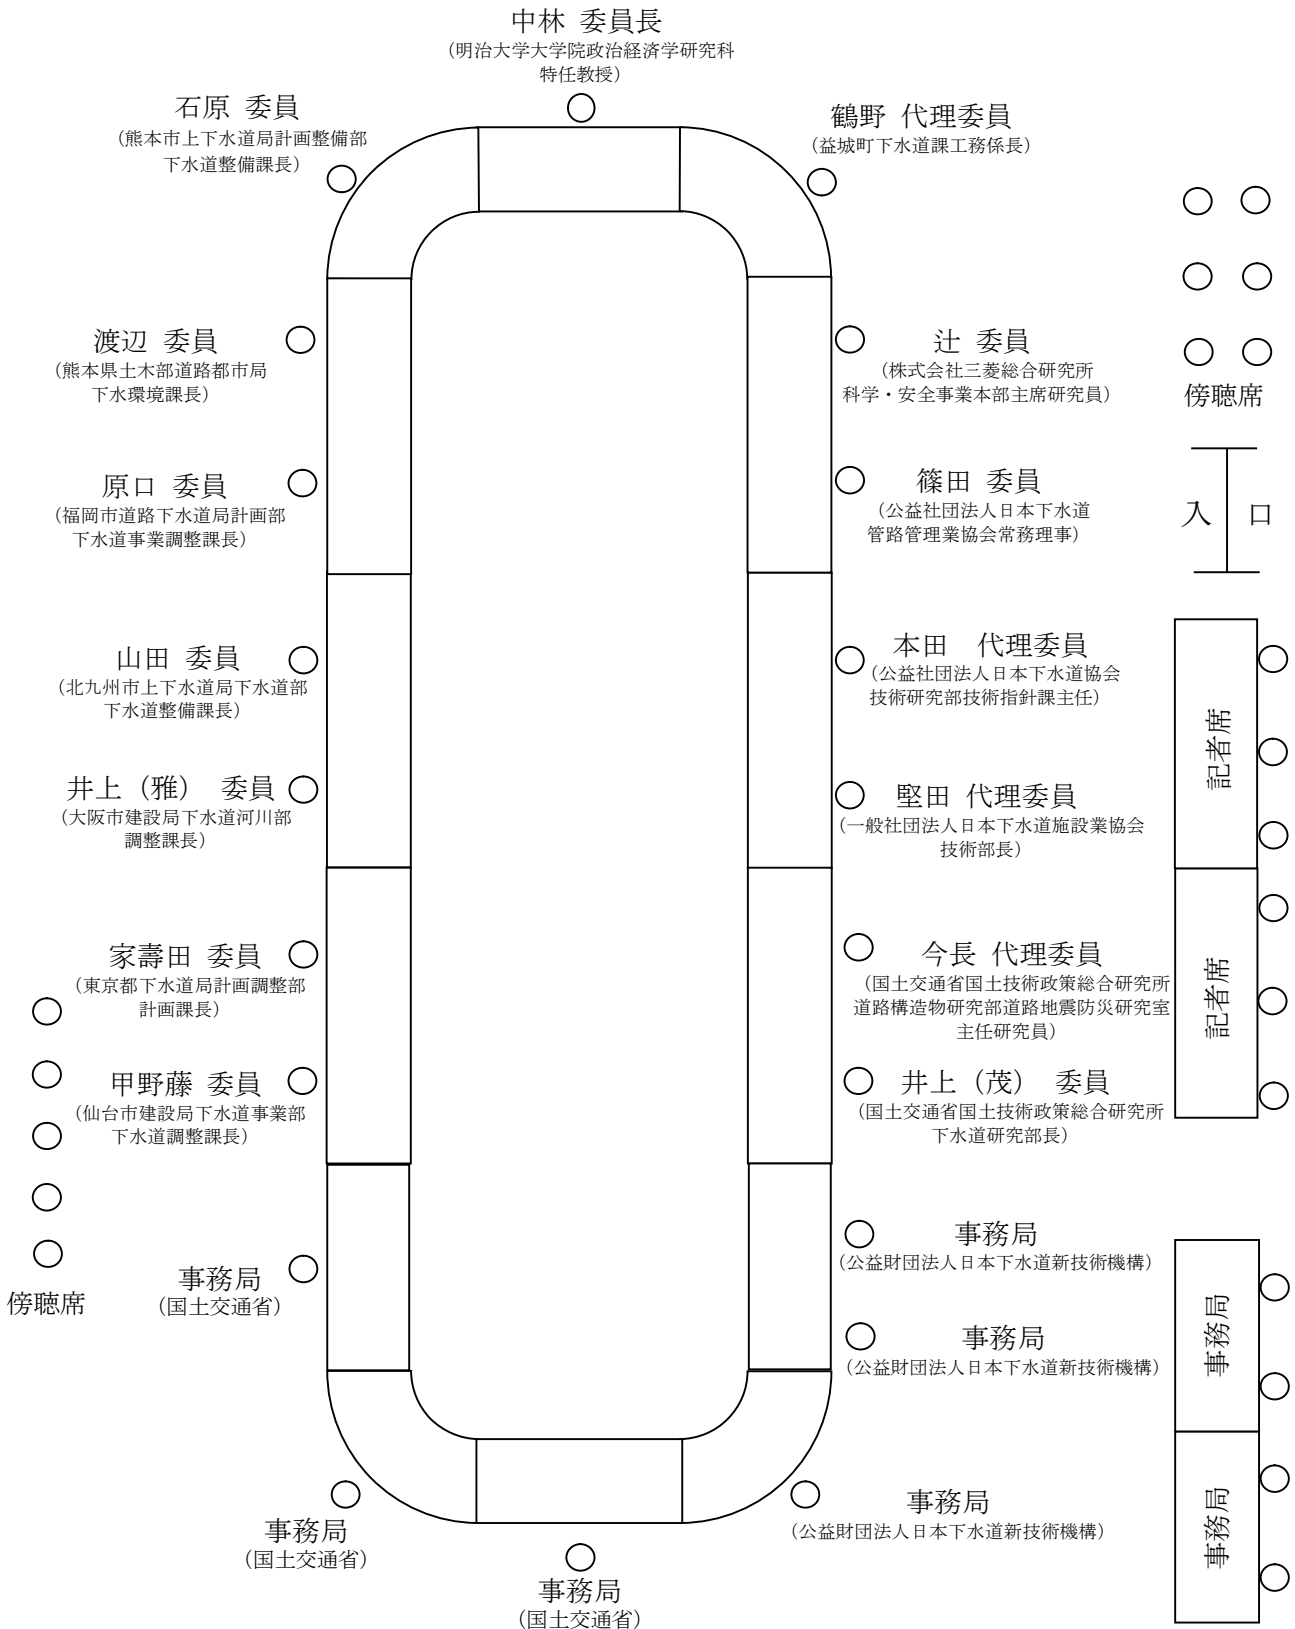 中林 委員長
（明治大学大学院政治経済学研究科
特任教授）
石原 委員
（熊本市上下水道局計画整備部
下水道整備課長）
鶴野 代理委員
（益城町下水道課工務係長）
渡辺 委員
（熊本県土木部道路都市局
下水環境課長）
辻 委員
（株式会社三菱総合研究所
科学・安全事業本部主席研究員）
傍聴席
原口 委員
（福岡市道路下水道局計画部
下水道事業調整課長）
篠田 委員
（公益社団法人日本下水道
管路管理業協会常務理事）
入 口
山田 委員
（北九州市上下水道局下水道部
下水道整備課長）
本田　代理委員
（公益社団法人日本下水道協会
技術研究部技術指針課主任）
記者席
井上（雅） 委員
（大阪市建設局下水道河川部
調整課長）
堅田 代理委員
（一般社団法人日本下水道施設業協会
技術部長）
家壽田 委員
（東京都下水道局計画調整部
計画課長）
今長 代理委員
（国土交通省国土技術政策総合研究所
道路構造物研究部道路地震防災研究室
主任研究員）
記者席
甲野藤 委員
（仙台市建設局下水道事業部
下水道調整課長）
井上（茂） 委員
（国土交通省国土技術政策総合研究所
下水道研究部長）
傍聴席
事務局
（国土交通省）
事務局
（公益財団法人日本下水道新技術機構）
事務局
（公益財団法人日本下水道新技術機構）
事務局
事務局
（国土交通省）
事務局
（国土交通省）
事務局
（公益財団法人日本下水道新技術機構）
事務局